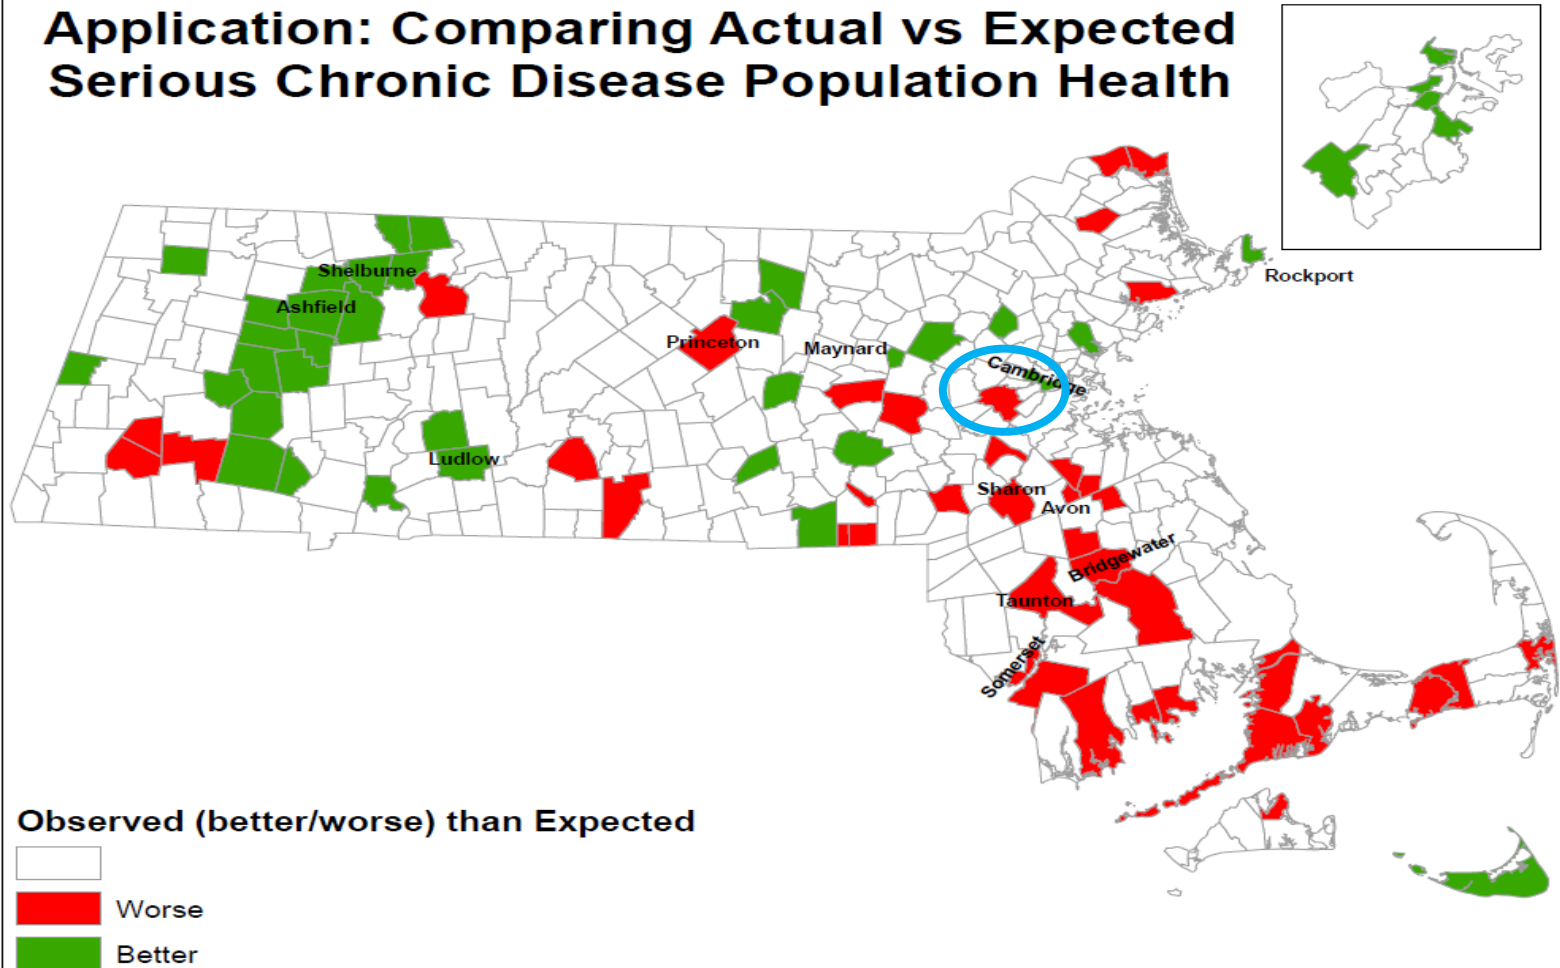 Application: Comparing Actual vs Expected
Serious Chronic Disease Population Health
Rockport
Shelburne
Ashfield
Princeton
Maynard
Cambridge
Ludlow
Sharon
Avon
Bridgewater
Taunton
Somerset
Observed (better/worse) than Expected
Worse
Better